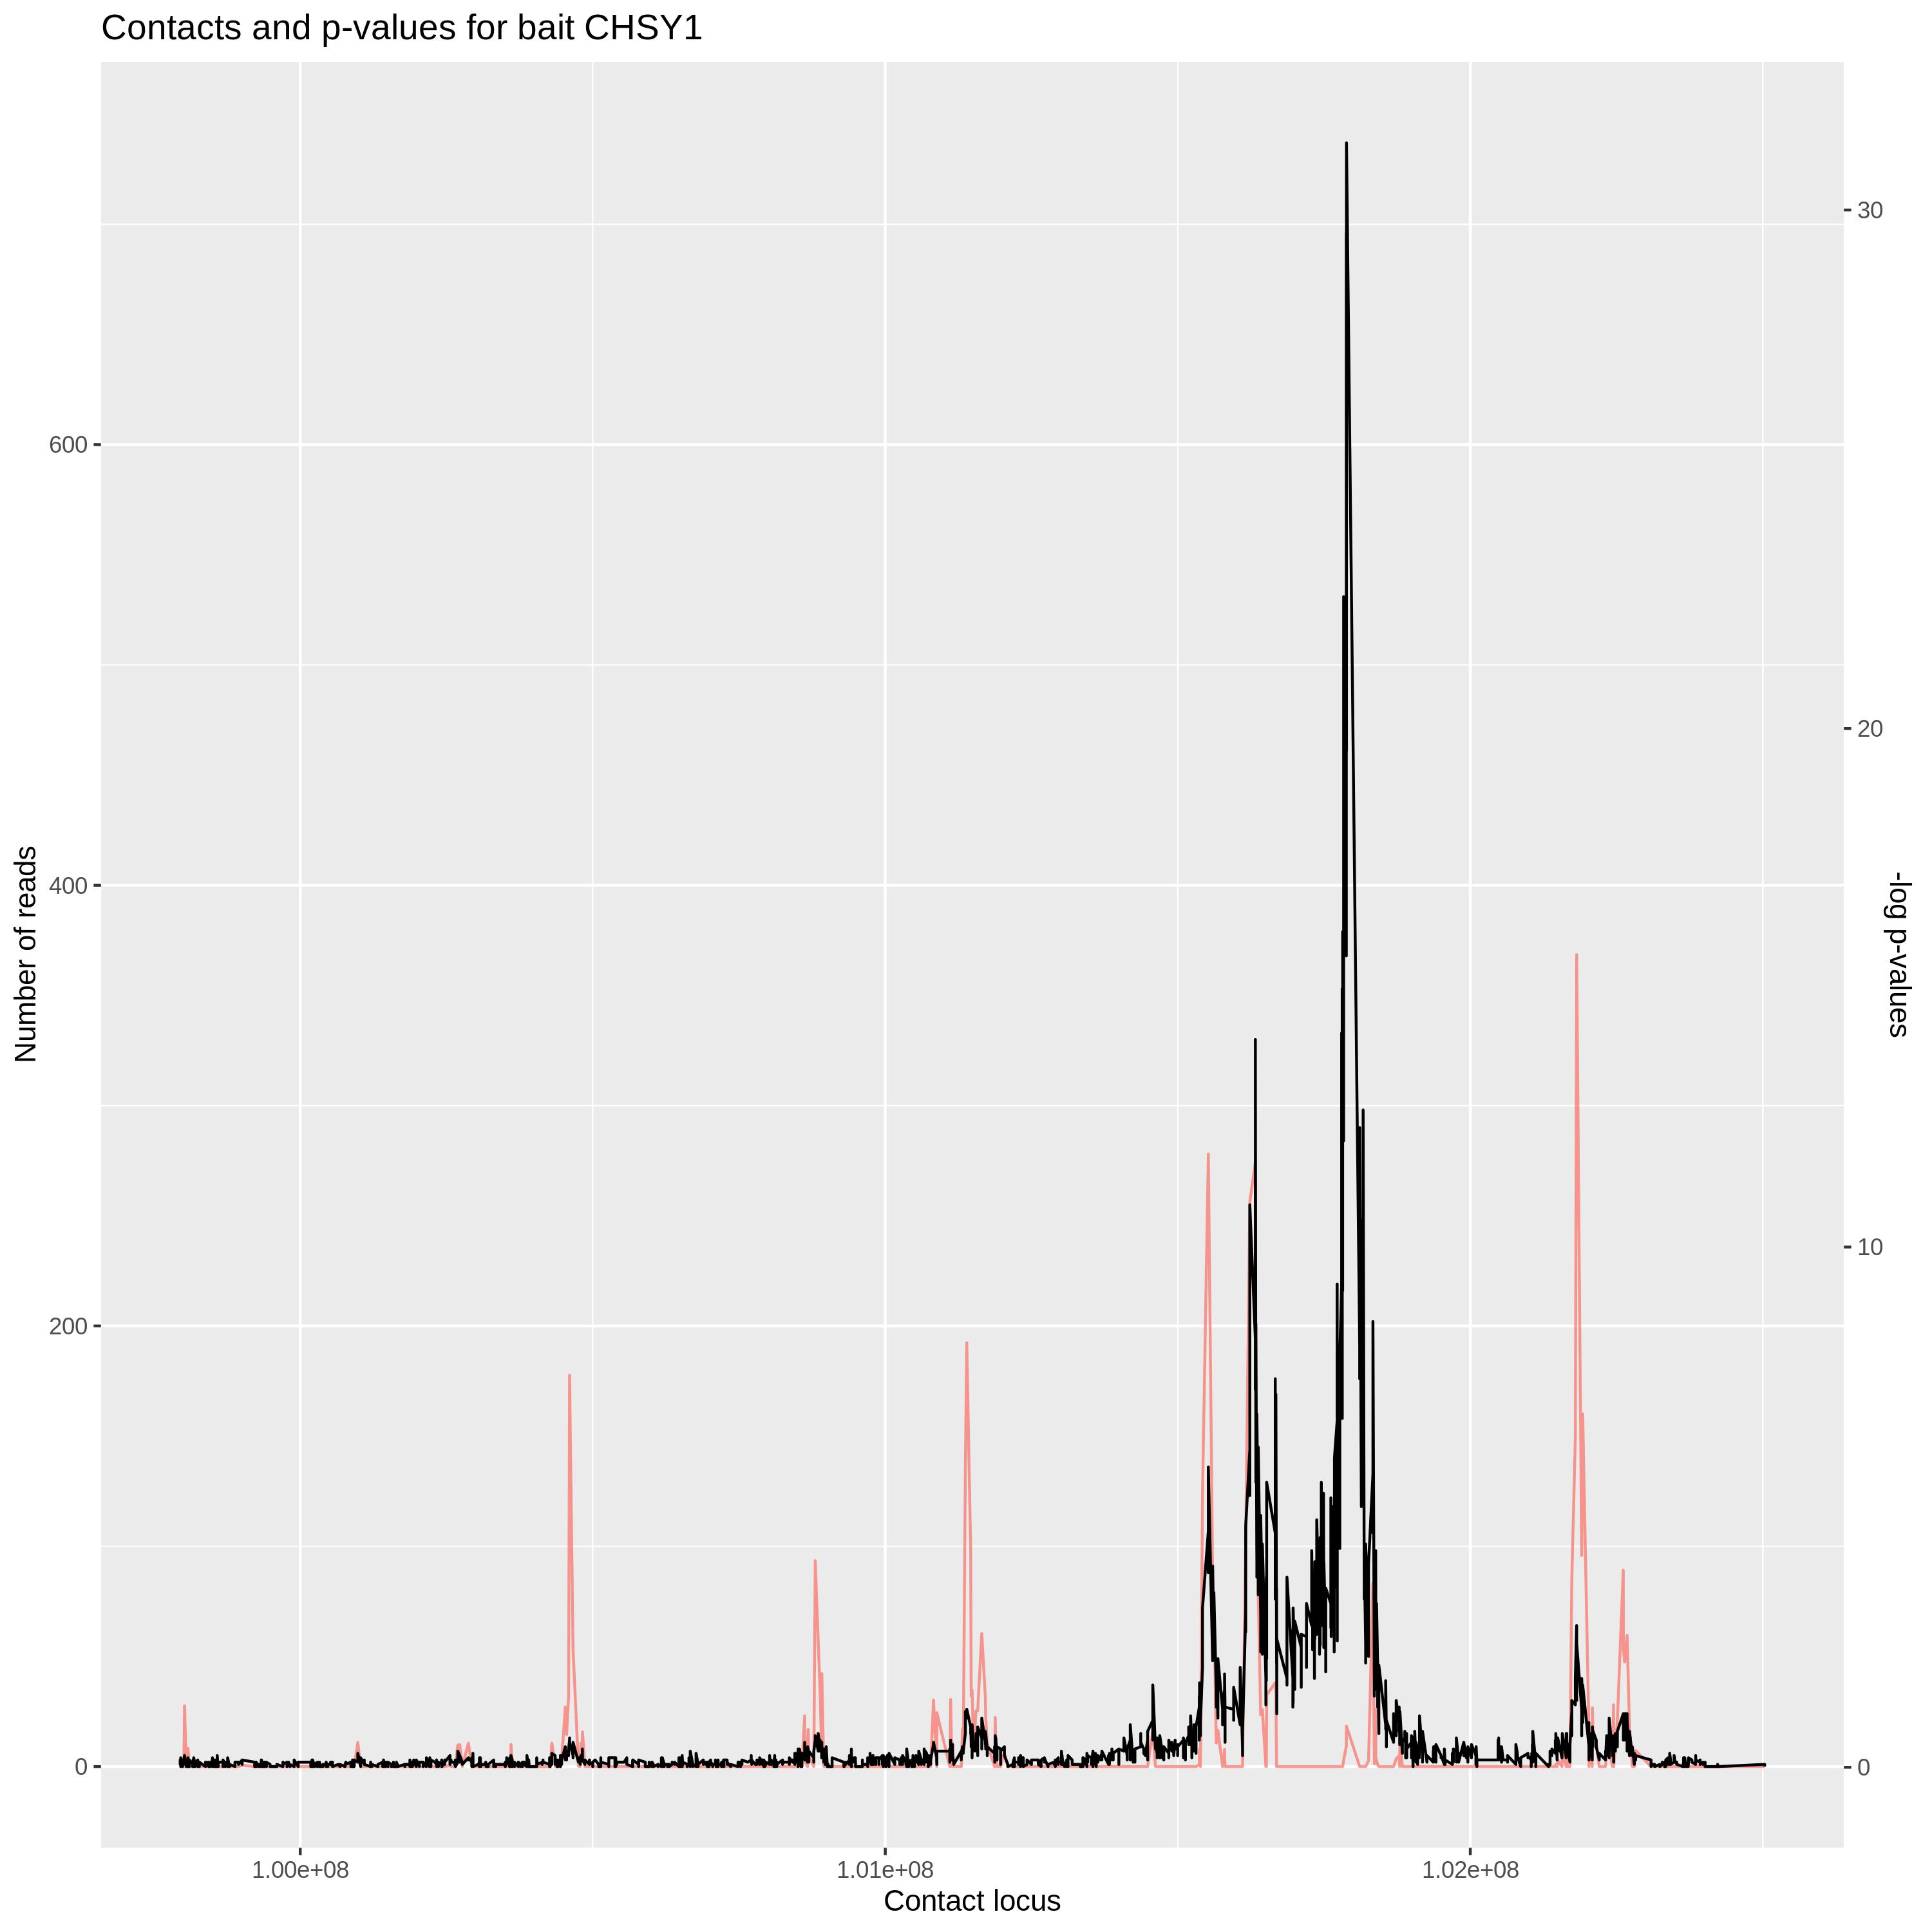 Contacts and p-values for bait CHSY1
Number of reads
600
400
200
0
-log p-values
30
20
10
0
1.00e+08
1.01e+08
1.02e+08
Contact locus